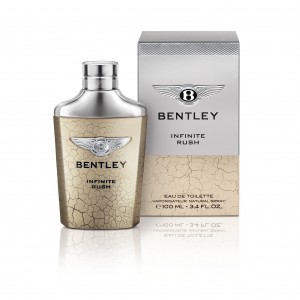 BENTLEY
INFINITE
RUSH
B
BENTLEY
INFINITE
RUSH
EAU DE TOILETTE
VAPORISATEUR NATURAL SPRAY
℮ 100 ML - 3.4 FL. OZ.